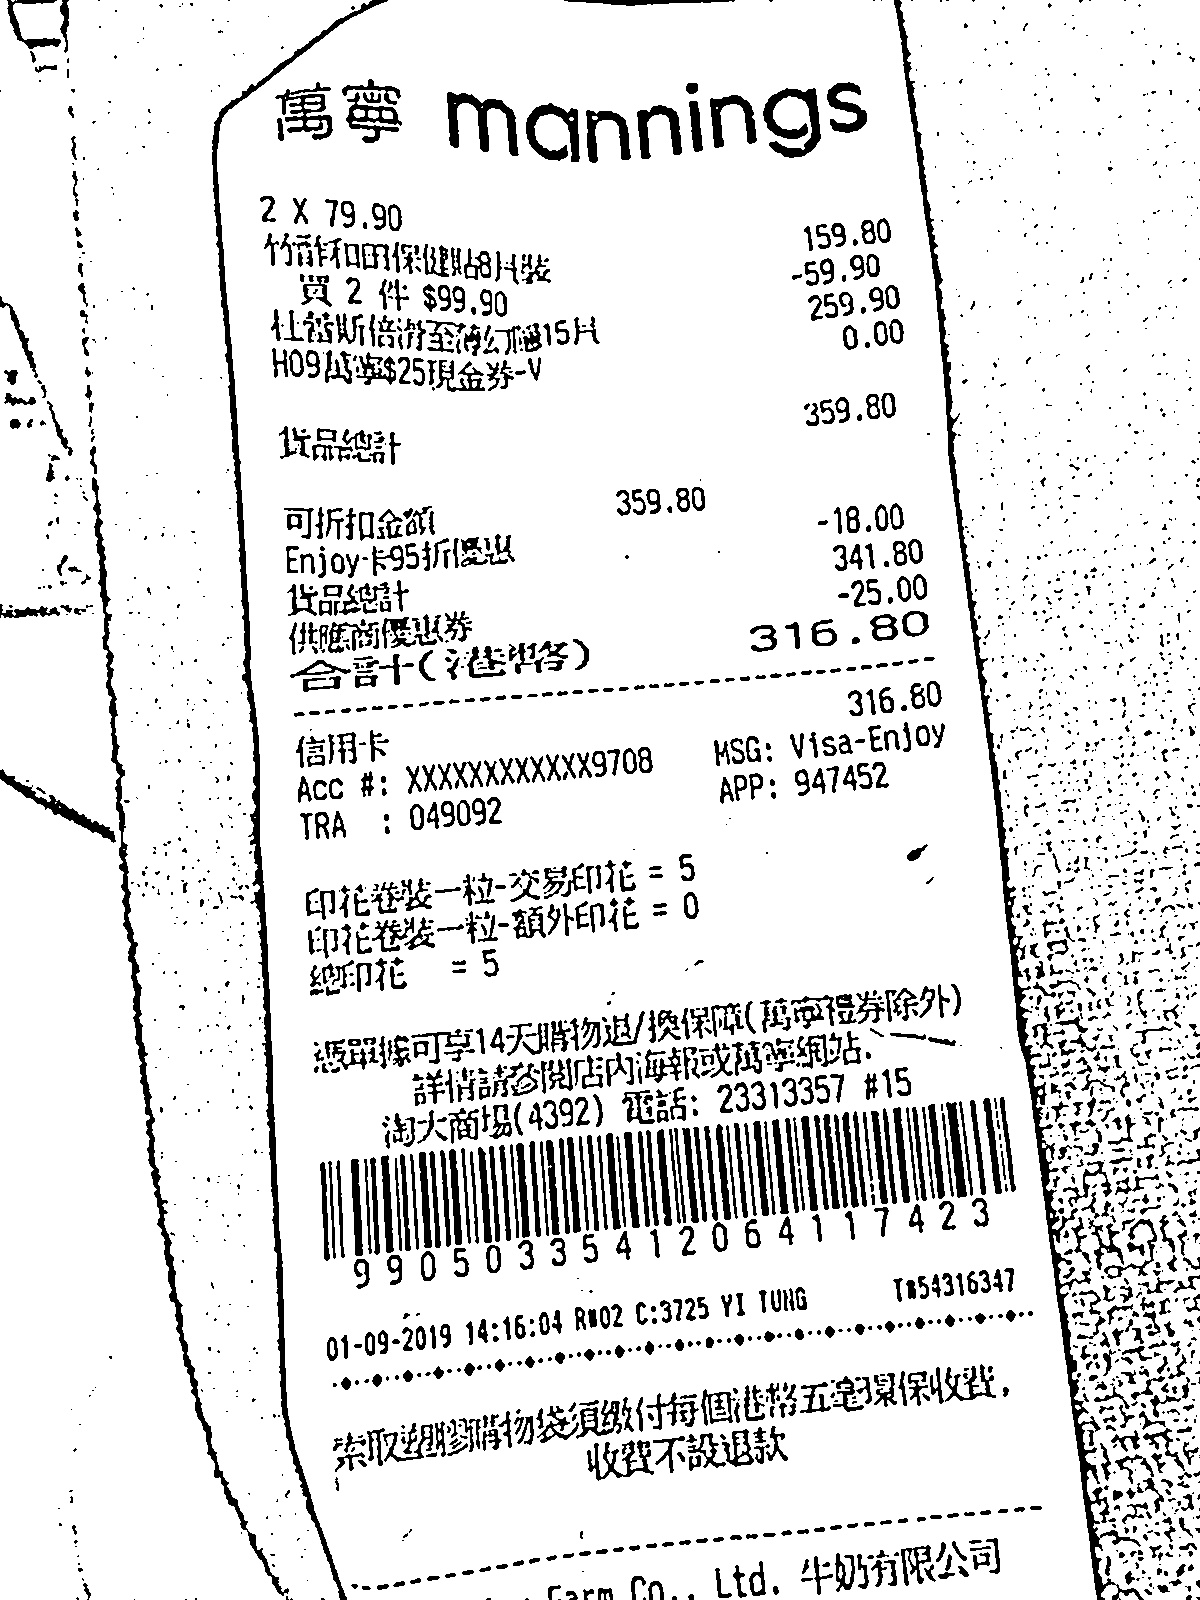 萬寧 mannings
2 X 79.90 159.80
竹酢和田保健貼8片裝 -59.90
買 2 件 $99.90 259.90
杜蕾斯倍滑至薄幻隱15片 0.00
H09萬寧$25現金券-V
貨品總計 359.80
可折扣金額 359.80
Enjoy卡95折優惠 -18.00
貨品總計 341.80
供應商優惠券 -25.00
合計(港幣) 316.80
信用卡 316.80
Acc #: XXXXXXXXXXXX9708 MSG: Visa-Enjoy
TRA : 049092 APP: 947452
印花卷裝一粒-交易印花 = 5
印花卷裝一粒-額外印花 = 0
總印花 = 5
憑單據可享14天購物退/換保障(萬寧禮券除外)
詳情請參閱店內海報或萬寧網站.
淘大商場(4392) 電話: 23313357 #15
99050335412064117423
01-09-2019 14:16:04 R#02 C:3725 YI TUNG T#54316347
索取塑膠購物袋須繳付每個港幣五毫環保收費,
收費不設退款
Farm Co., Ltd. 牛奶有限公司